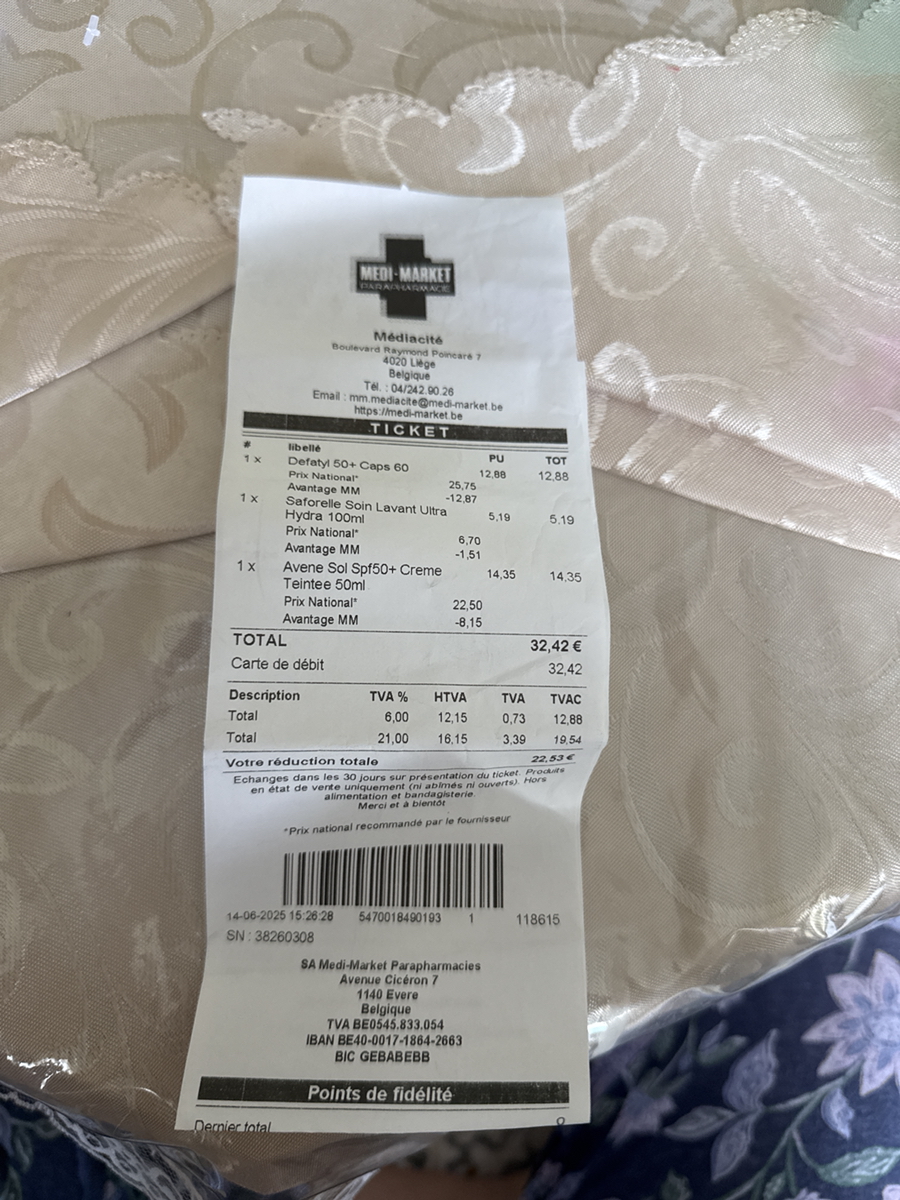 MEDI-MARKET
PARAPHARMACIE
Médiacité
Boulevard Raymond Poincaré 7
4020 Liège
Belgique
Tél. : 04/242.90.26
Email : mm.mediacite@medi-market.be
https://medi-market.be
TICKET
# libellé PU TOT
1 x Defatyl 50+ Caps 60 12,88 12,88
Prix National* 25,75
Avantage MM -12,87
1 x Saforelle Soin Lavant Ultra
Hydra 100ml 5,19 5,19
Prix National* 6,70
Avantage MM -1,51
1 x Avene Sol Spf50+ Creme 14,35 14,35
Teintee 50ml
Prix National* 22,50
Avantage MM -8,15
TOTAL 32,42 €
Carte de débit 32,42
Description TVA % HTVA TVA TVAC
Total 6,00 12,15 0,73 12,88
Total 21,00 16,15 3,39 19,54
Votre réduction totale 22,53 €
Echanges dans les 30 jours sur présentation du ticket. Produits
en état de vente uniquement (ni abîmés ni ouverts). Hors
alimentation et bandagisterie.
Merci et à bientôt
*Prix national recommandé par le fournisseur
14-06-2025 15:26:28 5470018490193 1 118615
SN : 38260308
SA Medi-Market Parapharmacies
Avenue Cicéron 7
1140 Evere
Belgique
TVA BE0545.833.054
IBAN BE40-0017-1864-2663
BIC GEBABEBB
Points de fidélité
Dernier total